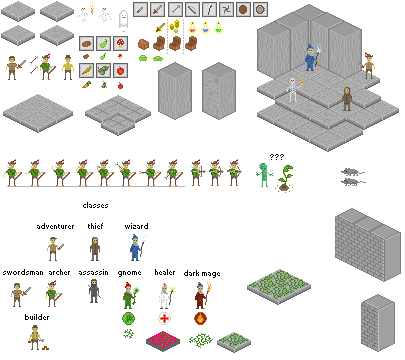 ???
classes
adventurer thief wizard
swordsman archer assassin gnome healer dark mage
builder